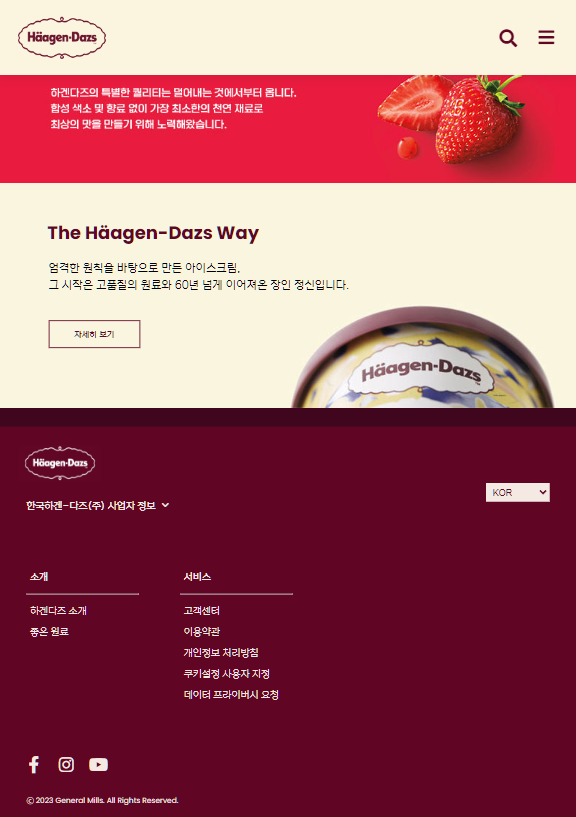 Häagen-Dazs
하겐다즈의 특별한 퀄리티는 덜어내는 것에서부터 옵니다.
합성 색소 및 향료 없이 가장 최소한의 천연 재료로
최상의 맛을 만들기 위해 노력해왔습니다.
The Häagen-Dazs Way
엄격한 원칙을 바탕으로 만든 아이스크림,
그 시작은 고품질의 원료와 60년 넘게 이어져온 장인 정신입니다.
자세히 보기
Häagen-Dazs
Häagen-Dazs
KOR
한국하겐-다즈(주) 사업자 정보
소개
하겐다즈 소개
좋은 원료
서비스
고객센터
이용약관
개인정보 처리방침
쿠키설정 사용자 지정
데이터 프라이버시 요청
© 2023 General Mills. All Rights Reserved.